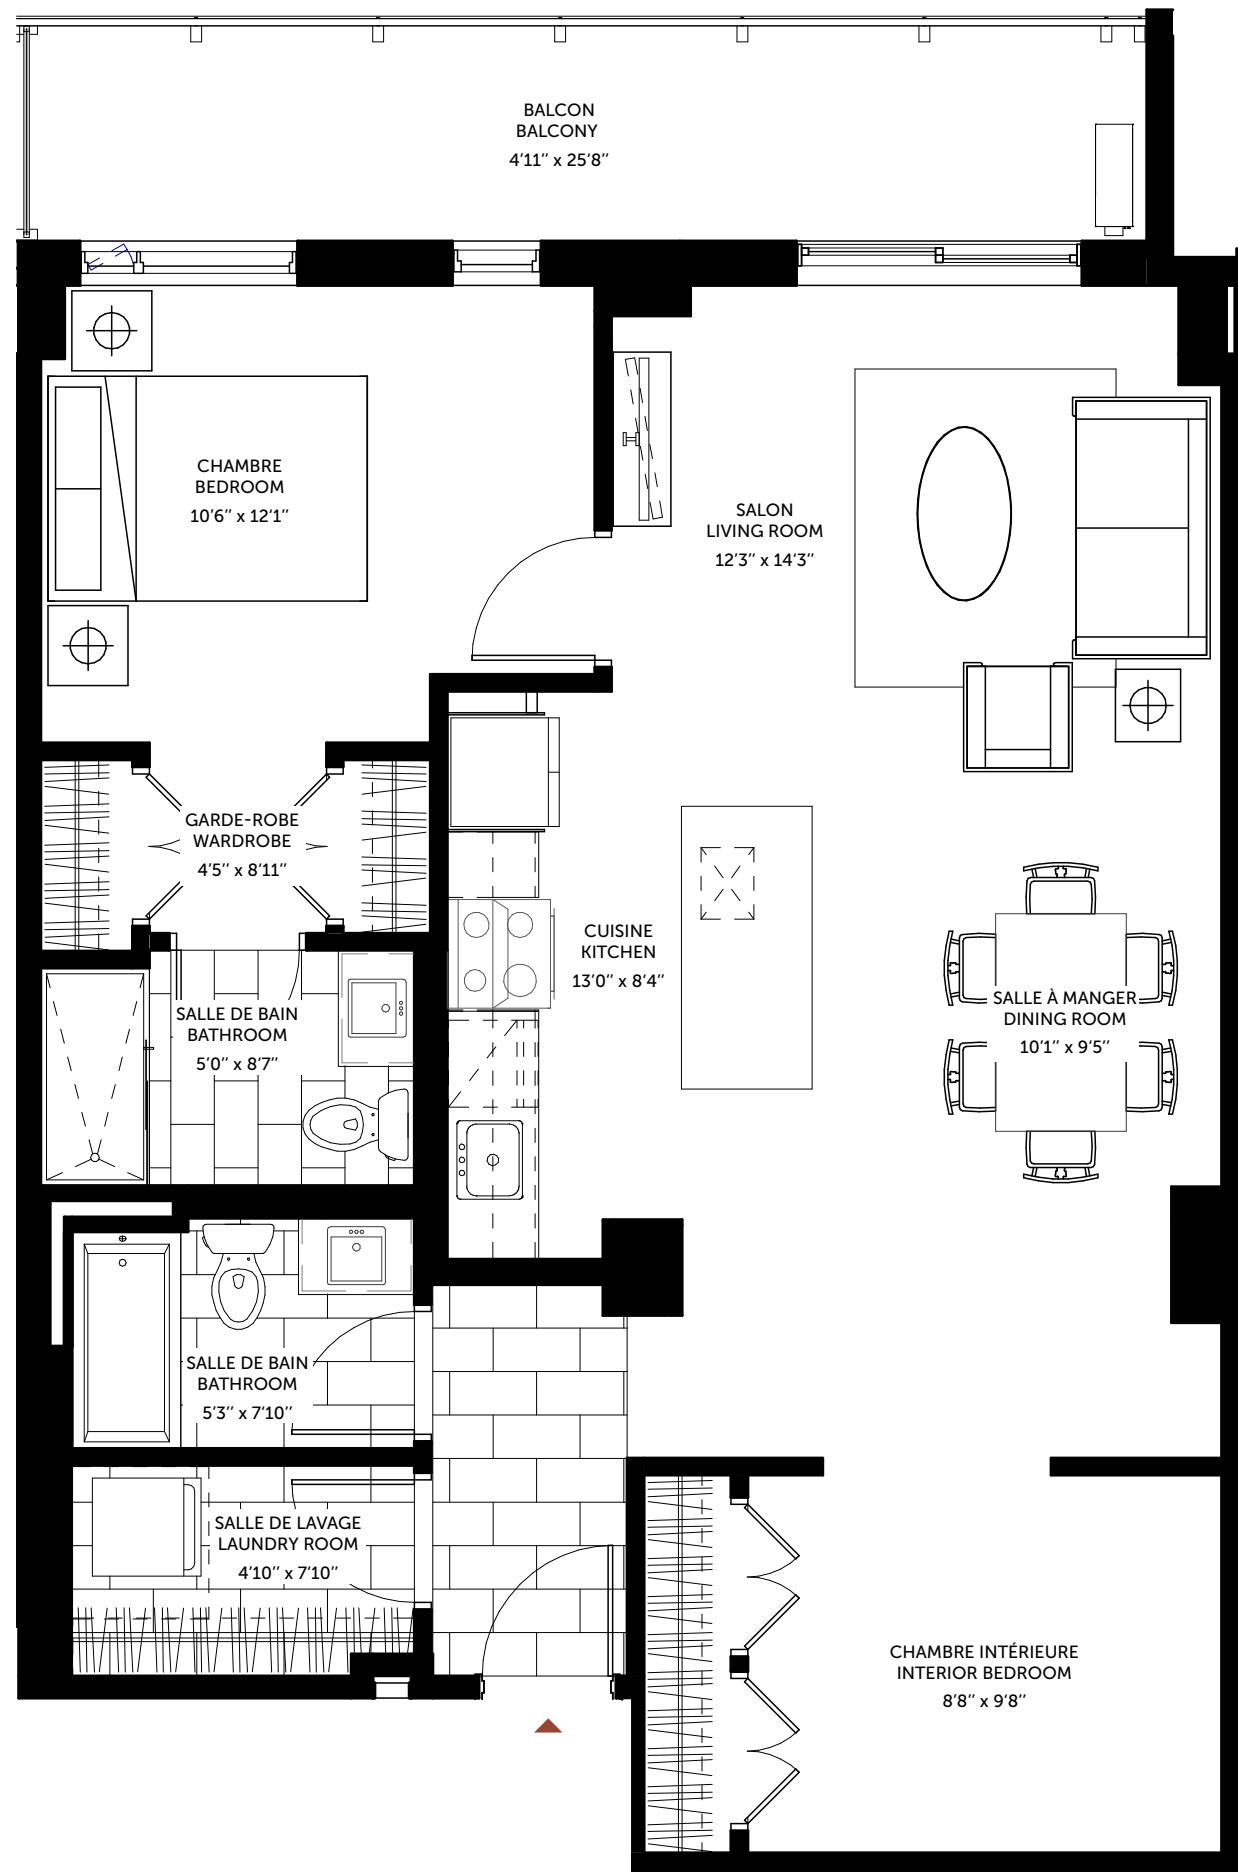 BALCON
BALCONY
4'11'' x 25'8''
CHAMBRE
BEDROOM
10'6'' x 12'1''
SALON
LIVING ROOM
12'3'' x 14'3''
GARDE-ROBE
WARDROBE
4'5'' x 8'11''
CUISINE
KITCHEN
13'0'' x 8'4''
SALLE DE BAIN
BATHROOM
5'0'' x 8'7''
SALLE À MANGER
DINING ROOM
10'1'' x 9'5''
SALLE DE BAIN
BATHROOM
5'3'' x 7'10''
SALLE DE LAVAGE
LAUNDRY ROOM
4'10'' x 7'10''
CHAMBRE INTÉRIEURE
INTERIOR BEDROOM
8'8'' x 9'8''